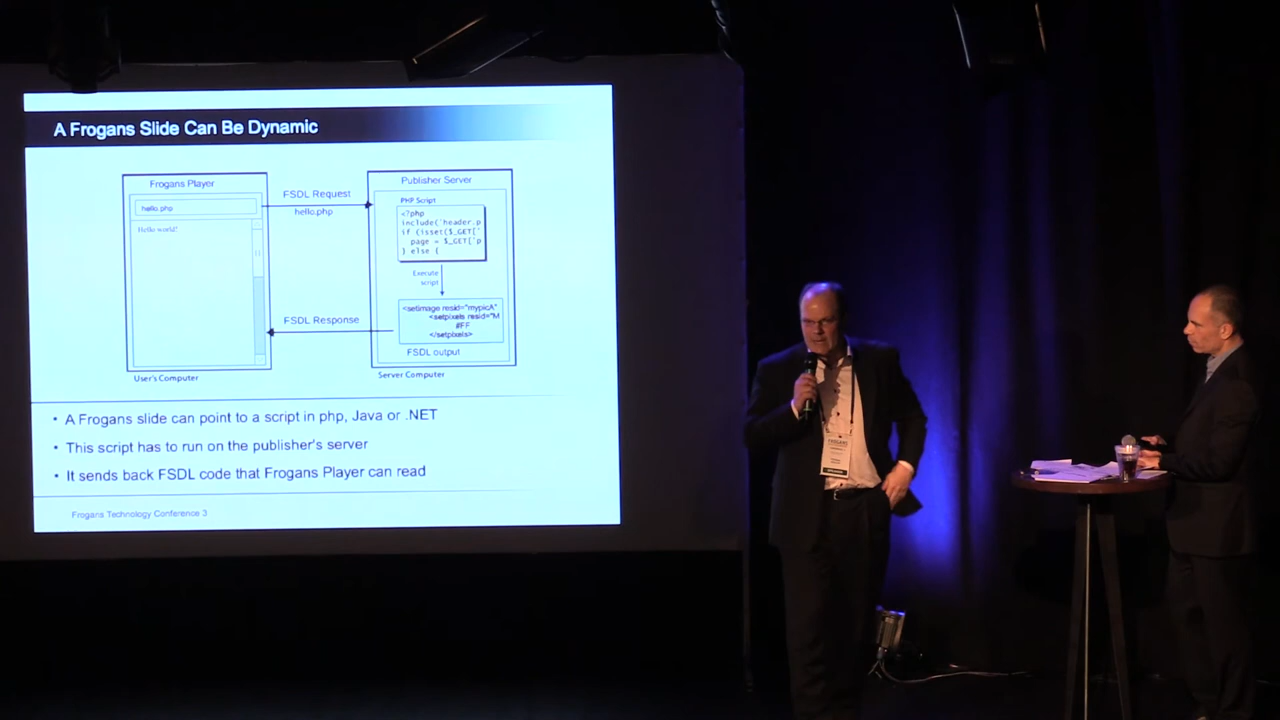 A Frogans Slide Can Be Dynamic
Frogans Player
hello.php
Hello world!
User's Computer
FSDL Request
hello.php
FSDL Response
Publisher Server
PHP Script
<?php
include('header.p
if (isset($_GET['
page = $_GET['p
) else {
Execute
script
<setimage resid="mypicA"
<setpixels resid="M
#FF
</setpixels>
FSDL output
Server Computer
• A Frogans slide can point to a script in php, Java or .NET
• This script has to run on the publisher's server
• It sends back FSDL code that Frogans Player can read
Frogans Technology Conference 3
FROGANS